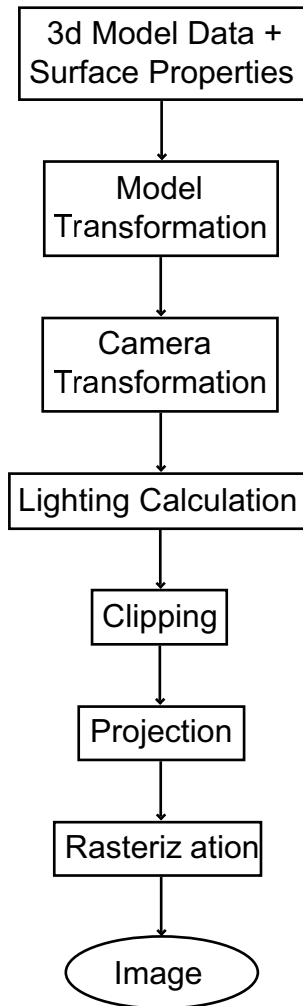 3d Model Data +
Surface Properties
Model
Transformation
Camera
Transformation
Lighting Calculation
Clipping
Projection
Rasteriz ation
Image